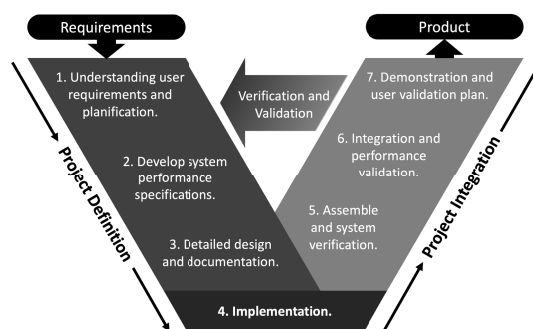 Requirements
Product
1. Understanding user
requirements and
planification.
Verification and
Validation
7. Demonstration and
user validation plan.
6. Integration and
performance
validation.
2. Develop system
performance
specifications.
5. Assemble
and system
verification.
3. Detailed design
and documentation.
4. Implementation.
Project Definition
Project Integration